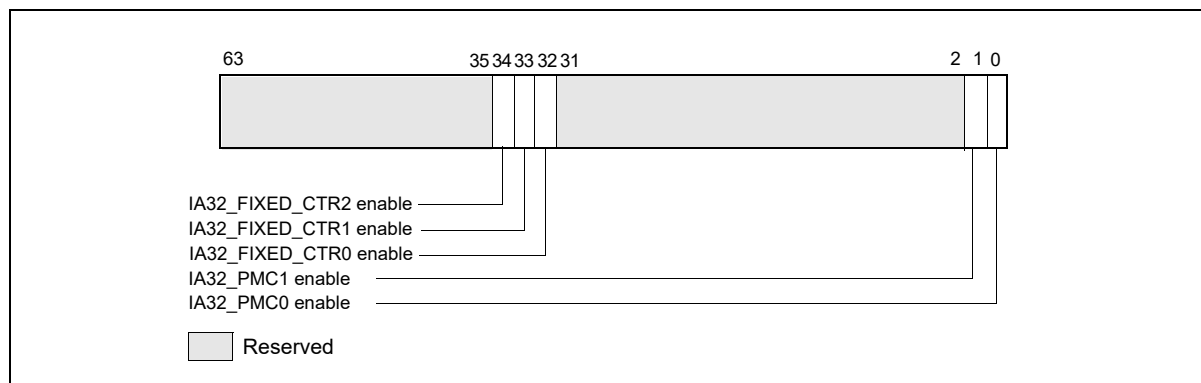 63 35 34 33 32 31 2 1 0
IA32_FIXED_CTR2 enable
IA32_FIXED_CTR1 enable
IA32_FIXED_CTR0 enable
IA32_PMC1 enable
IA32_PMC0 enable
Reserved